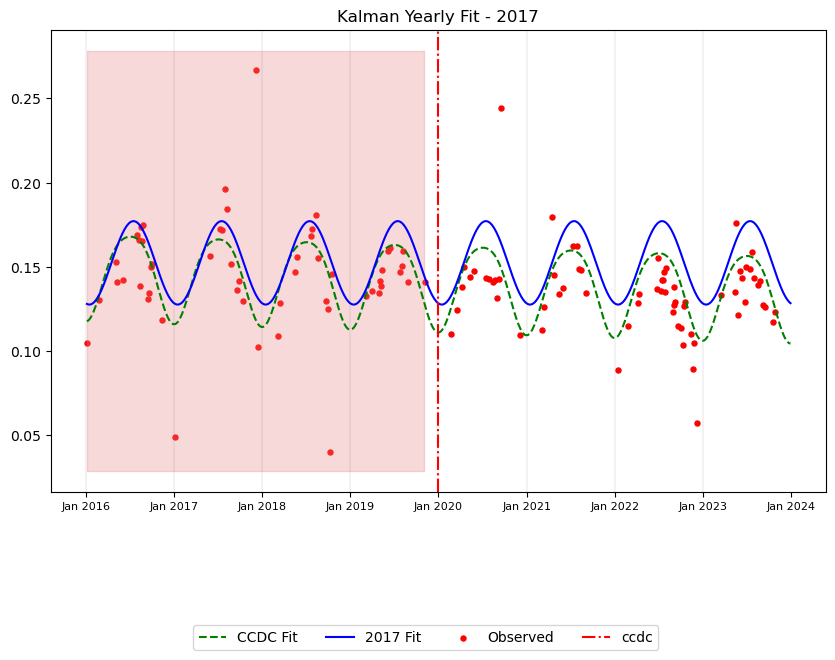 Kalman Yearly Fit - 2017
0.25
0.20
0.15
0.10
0.05
Jan 2016 Jan 2017 Jan 2018 Jan 2019 Jan 2020 Jan 2021 Jan 2022 Jan 2023 Jan 2024
CCDC Fit 2017 Fit Observed ccdc